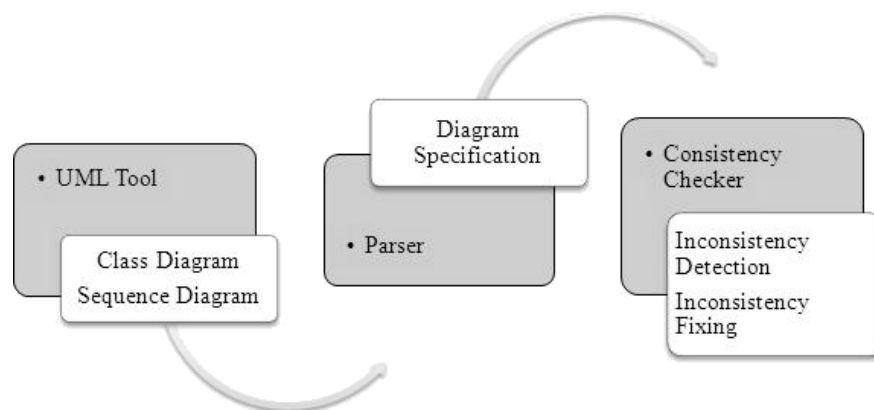 • UML Tool
Class Diagram
Sequence Diagram
Diagram
Specification
• Parser
• Consistency
Checker
Inconsistency
Detection
Inconsistency
Fixing